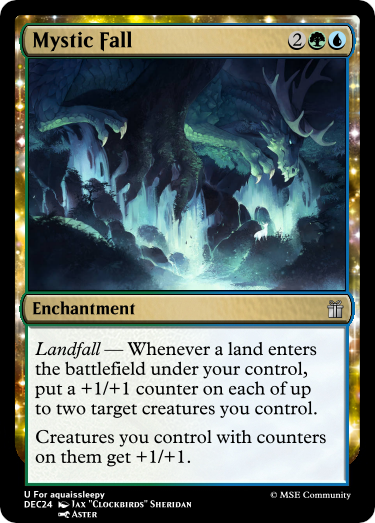 Mystic Fall 2
Enchantment
Landfall — Whenever a land enters
the battlefield under your control,
put a +1/+1 counter on each of up
to two target creatures you control.
Creatures you control with counters
on them get +1/+1.
U For aquaissleepy
DEC24 Jax "Clockbirds" Sheridan © MSE Community
Aster